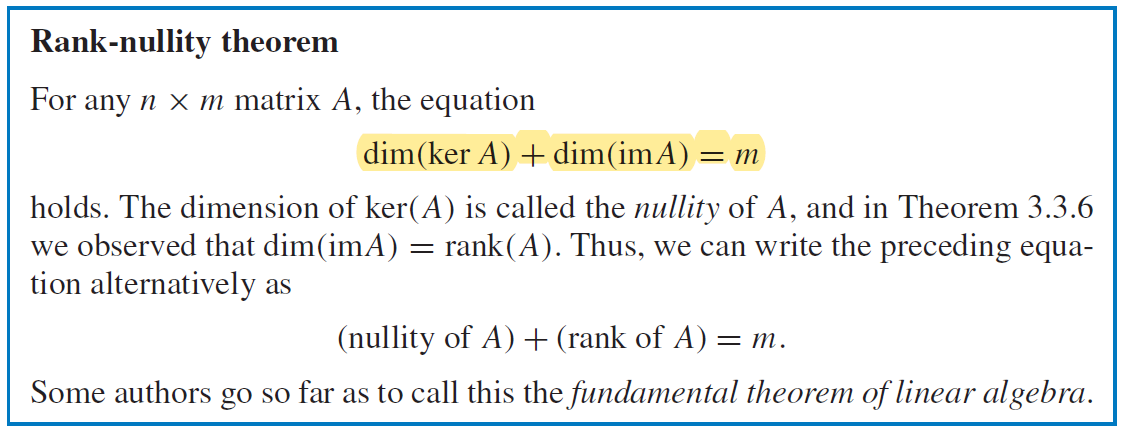 Rank-nullity theorem
For any n × m matrix A, the equation
dim(ker A) + dim(imA) = m
holds. The dimension of ker(A) is called the nullity of A, and in Theorem 3.3.6
we observed that dim(imA) = rank(A). Thus, we can write the preceding equa-
tion alternatively as
(nullity of A) + (rank of A) = m.
Some authors go so far as to call this the fundamental theorem of linear algebra.